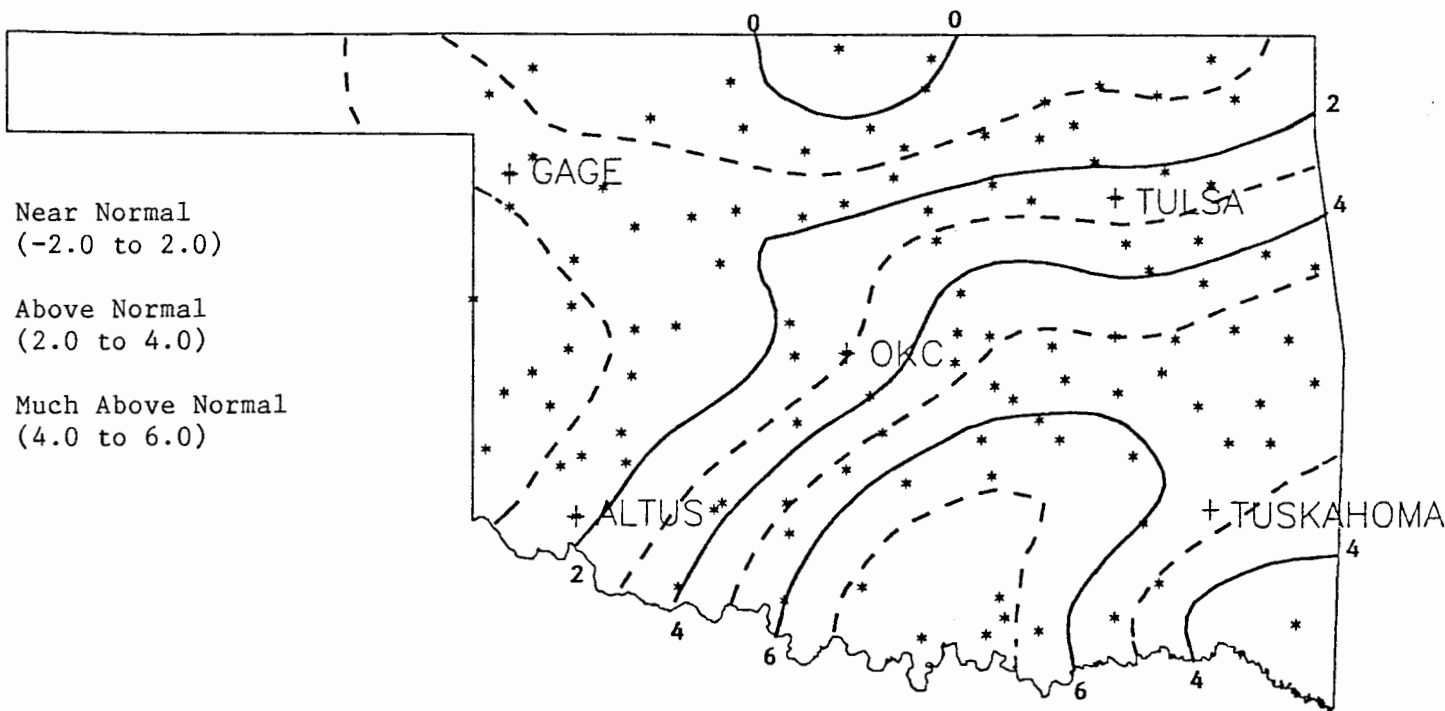 0 0
2
GAGE
TULSA
4
Near Normal
(-2.0 to 2.0)
Above Normal
(2.0 to 4.0)
OKC
Much Above Normal
(4.0 to 6.0)
ALTUS
TUSKAHOMA
4
2
4
6
6
4